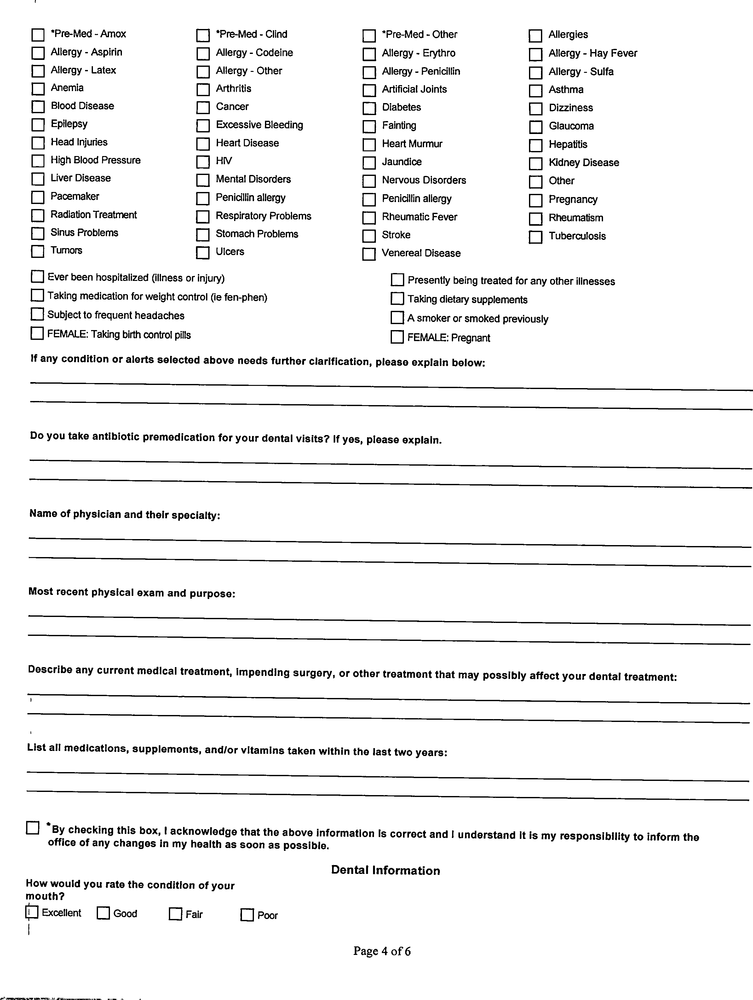 *Pre-Med - Amox *Pre-Med - Clind *Pre-Med - Other Allergies
Allergy - Aspirin Allergy - Codeine Allergy - Erythro Allergy - Hay Fever
Allergy - Latex Allergy - Other Allergy - Penicillin Allergy - Sulfa
Anemia Arthritis Artificial Joints Asthma
Blood Disease Cancer Diabetes Dizziness
Epilepsy Excessive Bleeding Fainting Glaucoma
Head Injuries Heart Disease Heart Murmur Hepatitis
High Blood Pressure HIV Jaundice Kidney Disease
Liver Disease Mental Disorders Nervous Disorders Other
Pacemaker Penicillin allergy Penicillin allergy Pregnancy
Radiation Treatment Respiratory Problems Rheumatic Fever Rheumatism
Sinus Problems Stomach Problems Stroke Tuberculosis
Tumors Ulcers Venereal Disease
Ever been hospitalized (illness or injury) Presently being treated for any other illnesses
Taking medication for weight control (ie fen-phen) Taking dietary supplements
Subject to frequent headaches A smoker or smoked previously
FEMALE: Taking birth control pills FEMALE: Pregnant
If any condition or alerts selected above needs further clarification, please explain below:
Do you take antibiotic premedication for your dental visits? If yes, please explain.
Name of physician and their specialty:
Most recent physical exam and purpose:
Describe any current medical treatment, impending surgery, or other treatment that may possibly affect your dental treatment:
List all medications, supplements, and/or vitamins taken within the last two years:
*By checking this box, I acknowledge that the above information is correct and I understand it is my responsibility to inform the
office of any changes in my health as soon as possible.
Dental Information
How would you rate the condition of your
mouth?
Excellent Good Fair Poor
Page 4 of 6